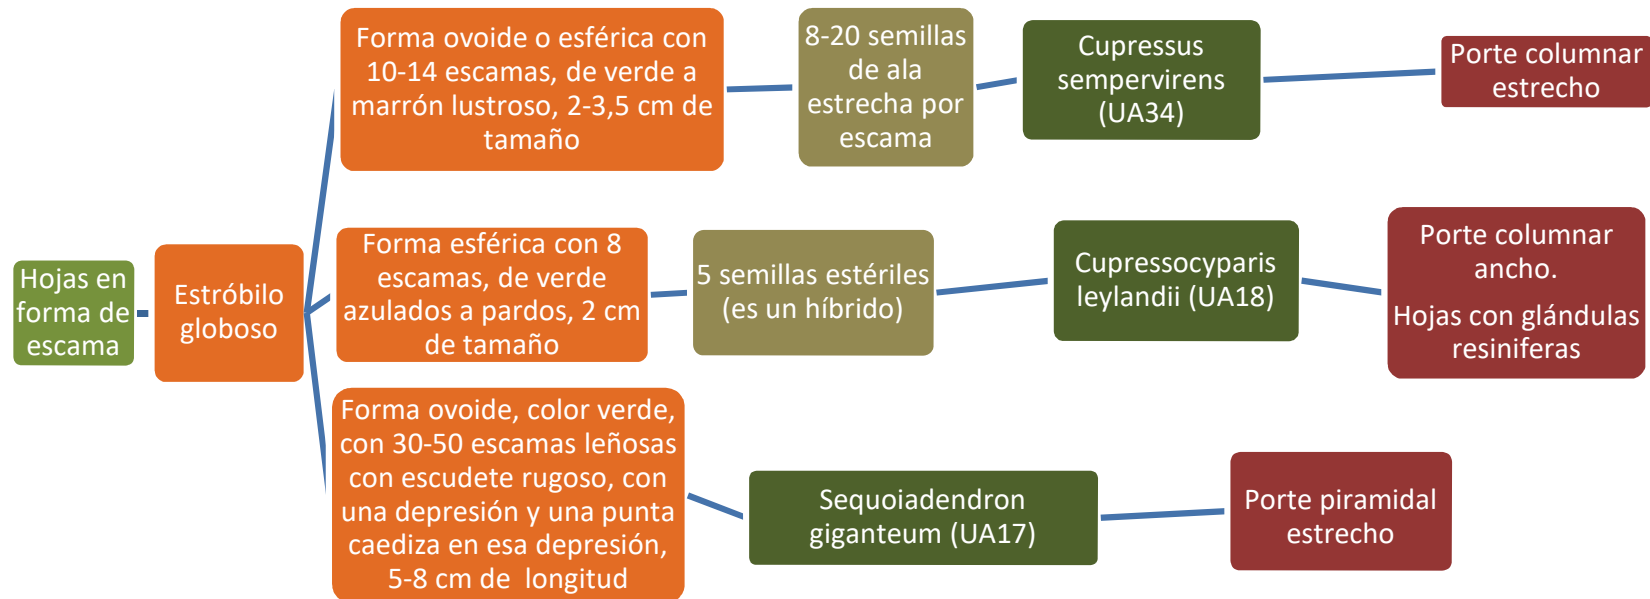 Hojas en
forma de
escama
Estróbilo
globoso
Forma ovoide o esférica con
10-14 escamas, de verde a
marrón lustroso, 2-3,5 cm de
tamaño
8-20 semillas
de ala
estrecha por
escama
Cupressus
sempervirens
(UA34)
Porte columnar
estrecho
Forma esférica con 8
escamas, de verde
azulados a pardos, 2 cm
de tamaño
5 semillas estériles
(es un híbrido)
Cupressocyparis
leylandii (UA18)
Porte columnar
ancho.
Hojas con glándulas
resiniferas
Forma ovoide, color verde,
con 30-50 escamas leñosas
con escudete rugoso, con
una depresión y una punta
caediza en esa depresión,
5-8 cm de longitud
Sequoiadendron
giganteum (UA17)
Porte piramidal
estrecho